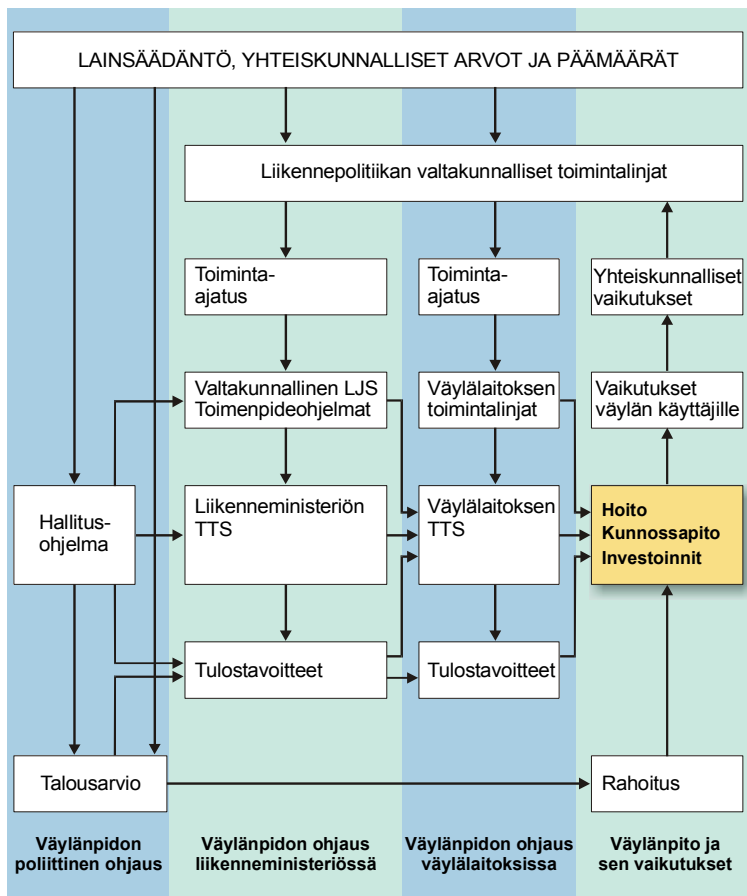 LAINSÄÄDÄNTÖ, YHTEISKUNNALLISET ARVOT JA PÄÄMÄÄRÄT
Liikennepolitiikan valtakunnalliset toimintalinjat
Toiminta-
ajatus
Toiminta-
ajatus
Yhteiskunnalliset
vaikutukset
Valtakunnallinen LJS
Toimenpideohjelmat
Väylälaitoksen
toimintalinjat
Vaikutukset
väylän käyttäjille
Hallitus-
ohjelma
Liikenneministeriön
TTS
Väylälaitoksen
TTS
Hoito
Kunnossapito
Investoinnit
Tulostavoitteet
Tulostavoitteet
Talousarvio
Rahoitus
Väylänpidon
poliittinen ohjaus
Väylänpidon ohjaus
liikenneministeriössä
Väylänpidon ohjaus
väylälaitoksissa
Väylänpito ja
sen vaikutukset